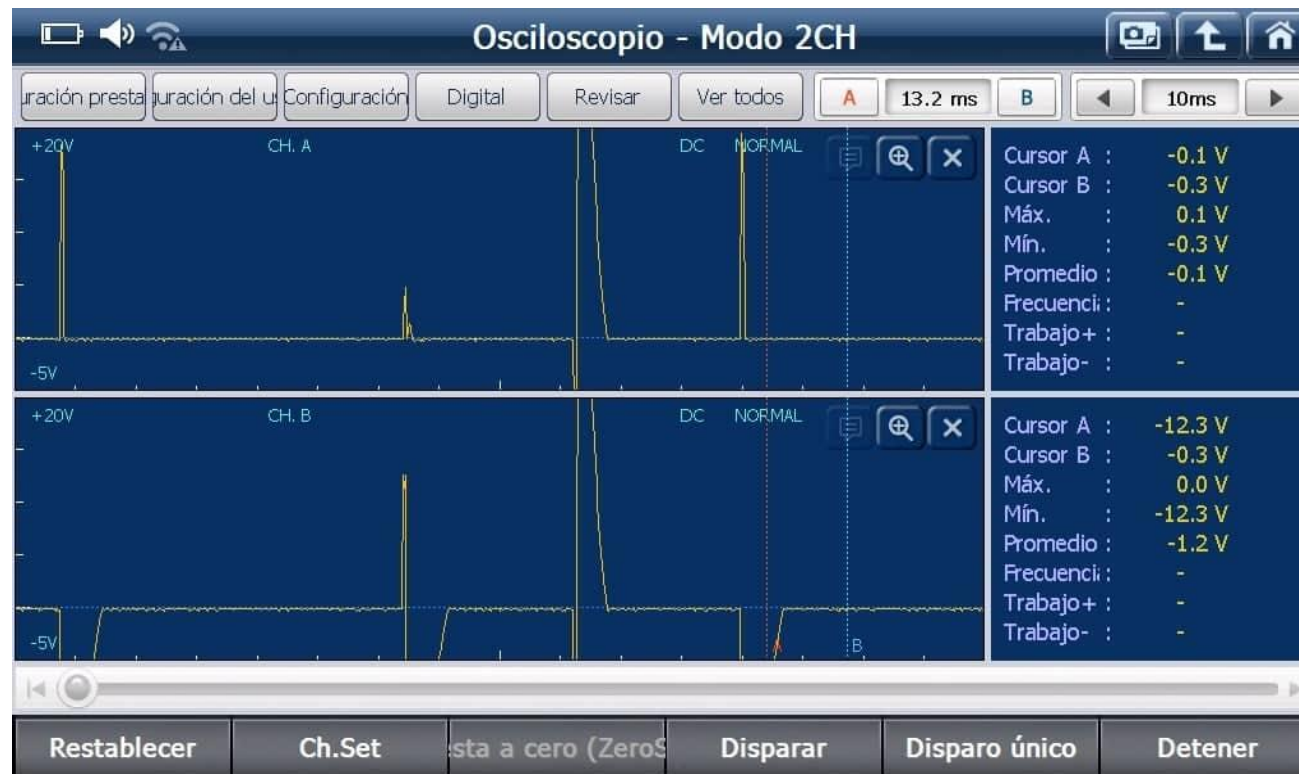 Osciloscopio - Modo 2CH
uración presta
juración del u
Configuración
Digital
Revisar
Ver todos
A
13.2 ms
B
10ms
+20V
CH. A
DC
NORMAL
-5V
Cursor A : -0.1 V
Cursor B : -0.3 V
Máx. : 0.1 V
Mín. : -0.3 V
Promedio : -0.1 V
Frecuenci : -
Trabajo+ : -
Trabajo- : -
+20V
CH. B
DC
NORMAL
-5V
A
B
Cursor A : -12.3 V
Cursor B : -0.3 V
Máx. : 0.0 V
Mín. : -12.3 V
Promedio : -1.2 V
Frecuenci : -
Trabajo+ : -
Trabajo- : -
Restablecer
Ch.Set
sta a cero (ZeroS
Disparar
Disparo único
Detener